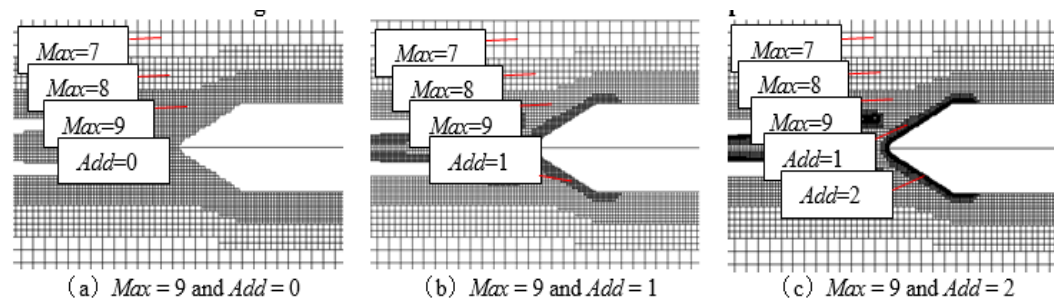 Max=7
Max=8
Max=9
Add=0
Max=7
Max=8
Max=9
Add=1
Max=7
Max=8
Max=9
Add=1
Add=2
(a) Max = 9 and Add = 0
(b) Max = 9 and Add = 1
(c) Max = 9 and Add = 2